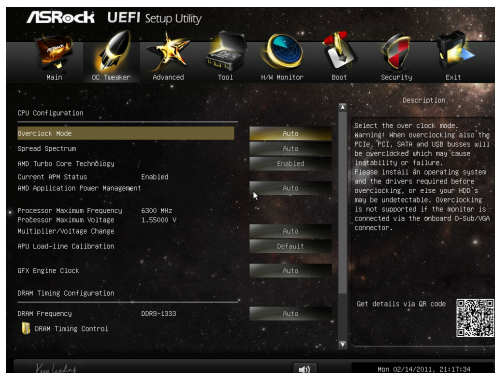 ASRock UEFI Setup Utility
Main OC Tweaker Advanced Tool H/W Monitor Boot Security Exit
Description
CPU Configuration
Overclock Mode Auto
Spread Spectrum Auto
AMD Turbo Core Technology Enabled
Current APM Status Enabled
AMD Application Power Management Auto
Processor Maximum Frequency 6300 MHz
Processor Maximum Voltage 1.55000 V
Multiplier/Voltage Change Auto
APU Load-line Calibration Default
GFX Engine Clock Auto
DRAM Timing Configuration
DRAM Frequency DDR3-1333 Auto
DRAM Timing Control
Select the over clock mode.
Warning! When overclocking also the
PCIe, PCI, SATA and USB busses will
be overclocked which may cause
instability or failure.
Please install an operating system
and the drivers required before
overclocking, or else your HDD's
may be undetectable. Overclocking
is not supported if the monitor is
connected via the onboard D-Sub/VGA
connector.
Get details via QR code
Mon 02/14/2011, 21:17:34